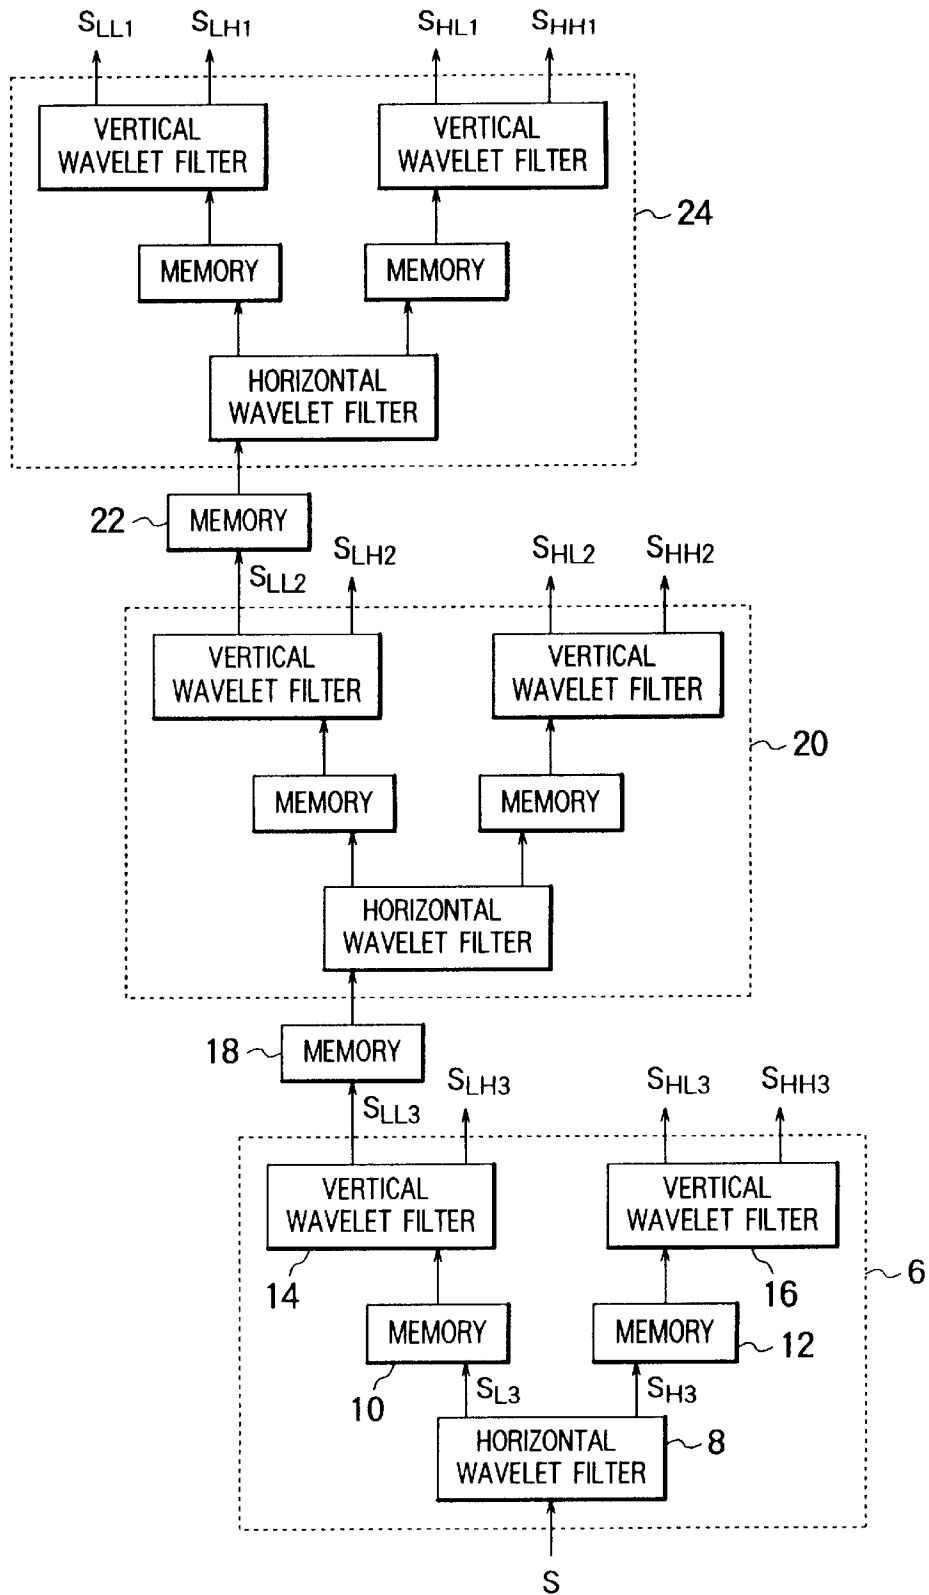 SLL1 SLH1 SHL1 SHH1
VERTICAL
WAVELET FILTER
VERTICAL
WAVELET FILTER
24
MEMORY
MEMORY
HORIZONTAL
WAVELET FILTER
22
MEMORY
SLL2
SLH2
SHL2
SHH2
VERTICAL
WAVELET FILTER
VERTICAL
WAVELET FILTER
20
MEMORY
MEMORY
HORIZONTAL
WAVELET FILTER
18
MEMORY
SLL3
SLH3
SHL3
SHH3
VERTICAL
WAVELET FILTER
VERTICAL
WAVELET FILTER
14
16
6
MEMORY
MEMORY
12
10
SL3
SH3
HORIZONTAL
WAVELET FILTER
8
S